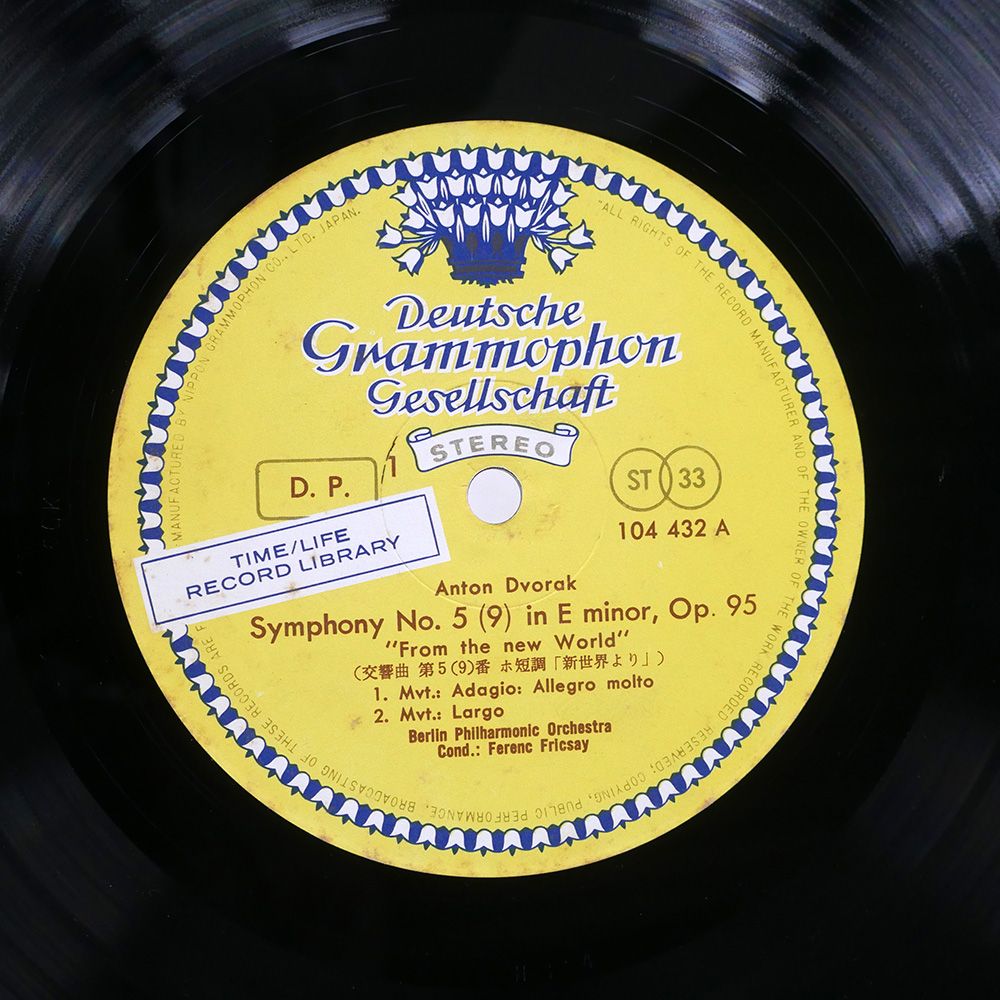 Deutsche
Grammophon
Gesellschaft
STEREO
D. P.
1
ST 33
104 432 A
TIME/LIFE
RECORD LIBRARY
Anton Dvorak
Symphony No. 5 (9) in E minor, Op. 95
"From the new World"
(交響曲 第5(9)番 ホ短調「新世界より」)
1. Mvt.: Adagio: Allegro molto
2. Mvt.: Largo
Berlin Philharmonic Orchestra
Cond.: Ferenc Fricsay
"ALL RIGHTS OF THE RECORD MANUFACTURER AND OF THE OWNER OF THE WORK RECORDED RESERVED; COPYING, PUBLIC PERFORMANCE, BROADCASTING OF THESE RECORDS ARE
MANUFACTURED BY NIPPON GRAMMOPHON CO., LTD. JAPAN.